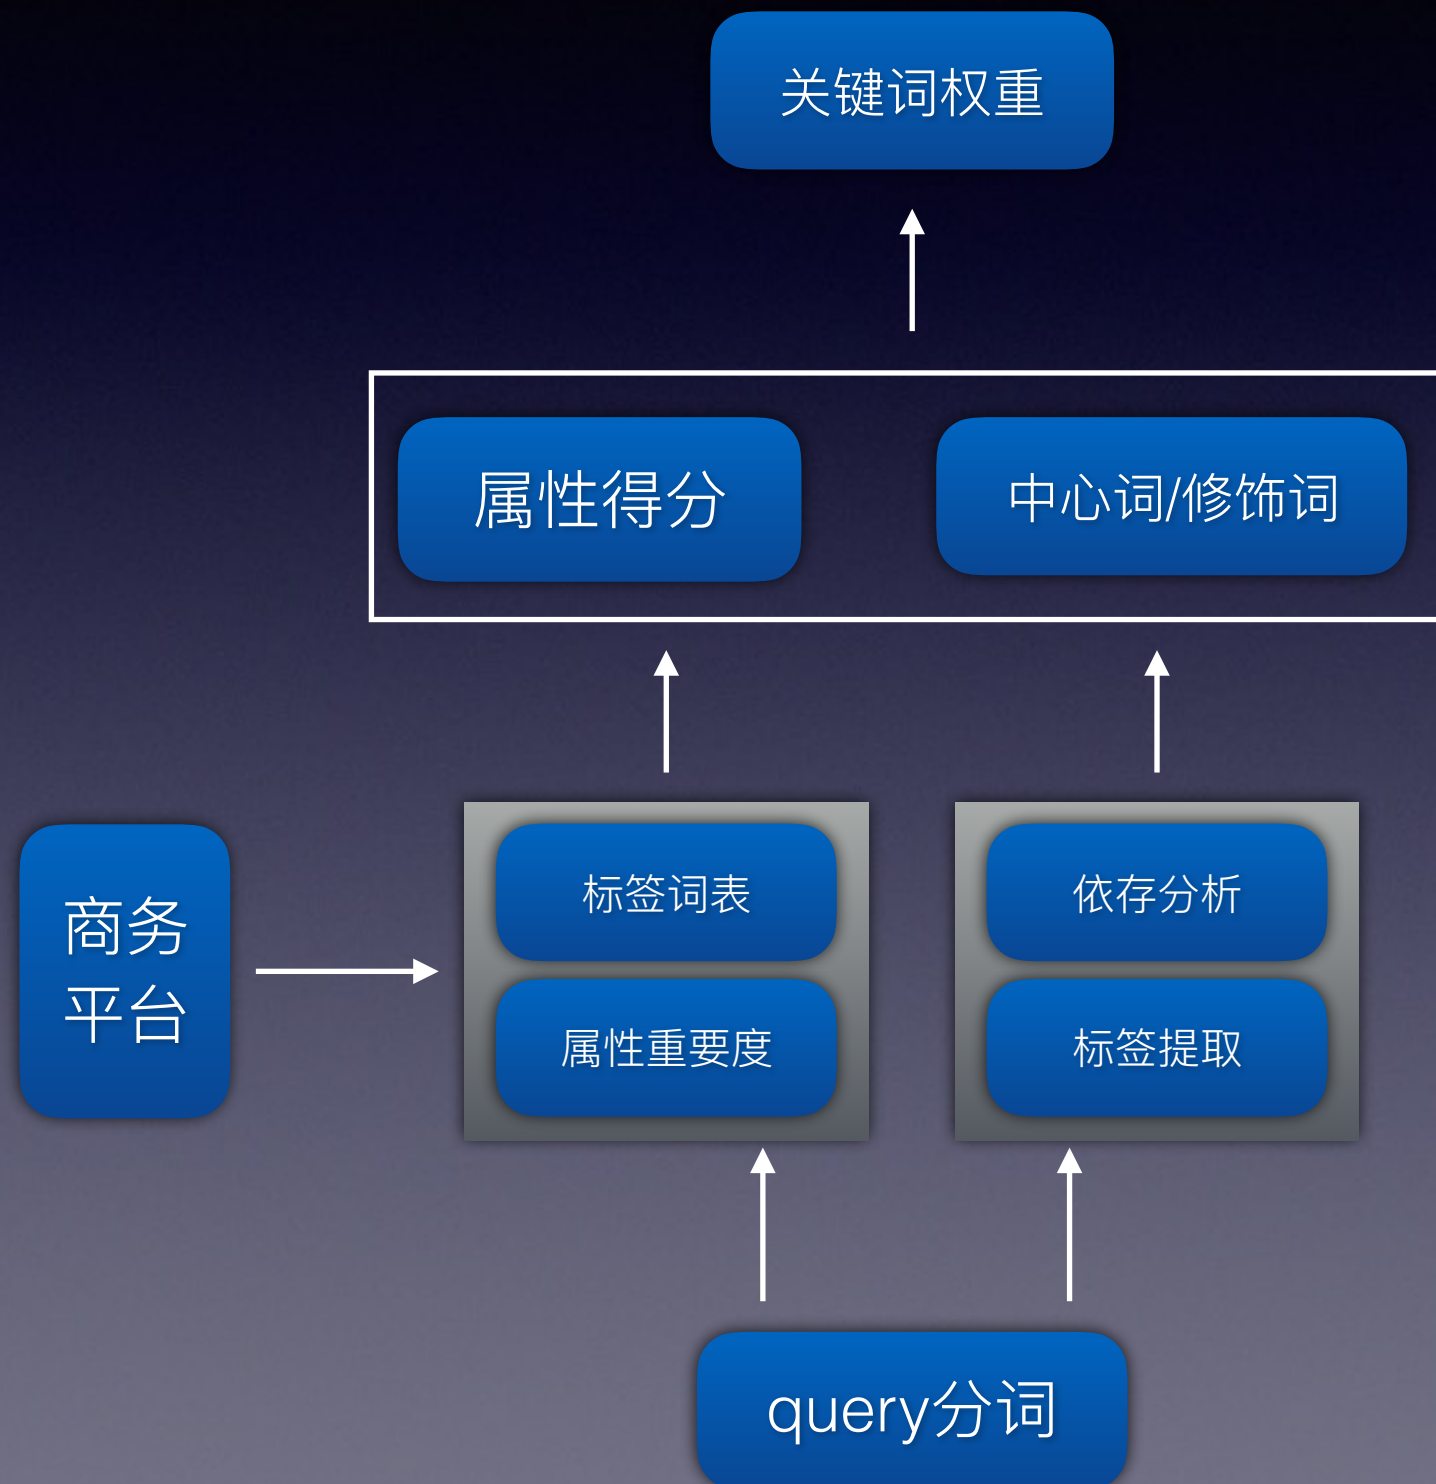 关键词权重
属性得分
中心词/修饰词
商务
平台
标签词表
属性重要度
依存分析
标签提取
query分词